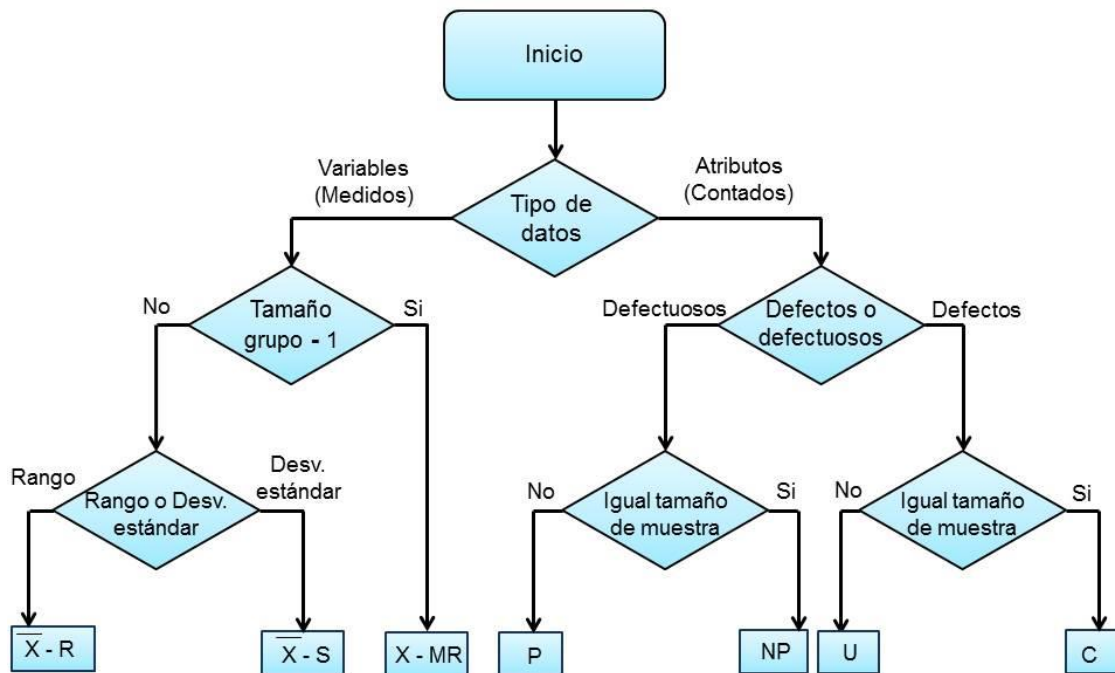 Inicio
Variables
(Medidos)
Atributos
(Contados)
Tipo de
datos
No
Tamaño
grupo - 1
Si
Defectuosos
Defectos o
defectuosos
Defectos
Rango
Rango o Desv.
estándar
Desv.
estándar
No
Igual tamaño
de muestra
Si
No
Igual tamaño
de muestra
Si
X̅ - R
X̅ - S
X - MR
P
NP
U
C